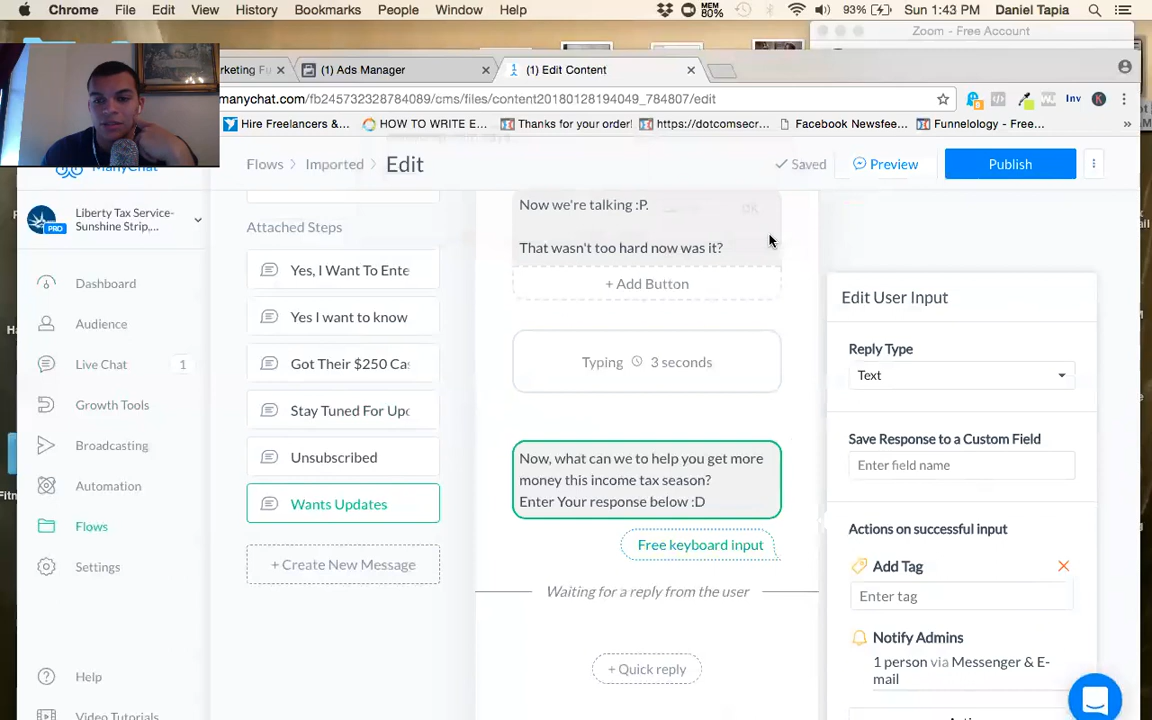 Chrome File Edit View History Bookmarks People Window Help MEM 80% 93% Sun 1:43 PM Daniel Tapia
Zoom - Free Account
rketing Fu (1) Ads Manager (1) Edit Content
manychat.com/fb245732328784089/cms/files/content20180128194049_784807/edit
Hire Freelancers &... HOW TO WRITE E... Thanks for your order! https://dotcomsecr... Facebook Newsfee... Funnelology - Free... »
ManyChat
Flows Imported Edit Saved Preview Publish
Liberty Tax Service-
Sunshine Strip,...
PRO
Dashboard
Audience
Live Chat 1
Growth Tools
Broadcasting
Automation
Flows
Settings
Help
Video Tutorials
Attached Steps
Yes, I Want To Ente
Yes I want to know
Got Their $250 Ca
Stay Tuned For Up
Unsubscribed
Wants Updates
+ Create New Message
Now we're talking :P.
That wasn't too hard now was it?
+ Add Button
Typing 3 seconds
Now, what can we to help you get more
money this income tax season?
Enter Your response below :D
Free keyboard input
Waiting for a reply from the user
+ Quick reply
Edit User Input
Reply Type
Text
Save Response to a Custom Field
Enter field name
Actions on successful input
Add Tag
Enter tag
Notify Admins
1 person via Messenger & E-
mail